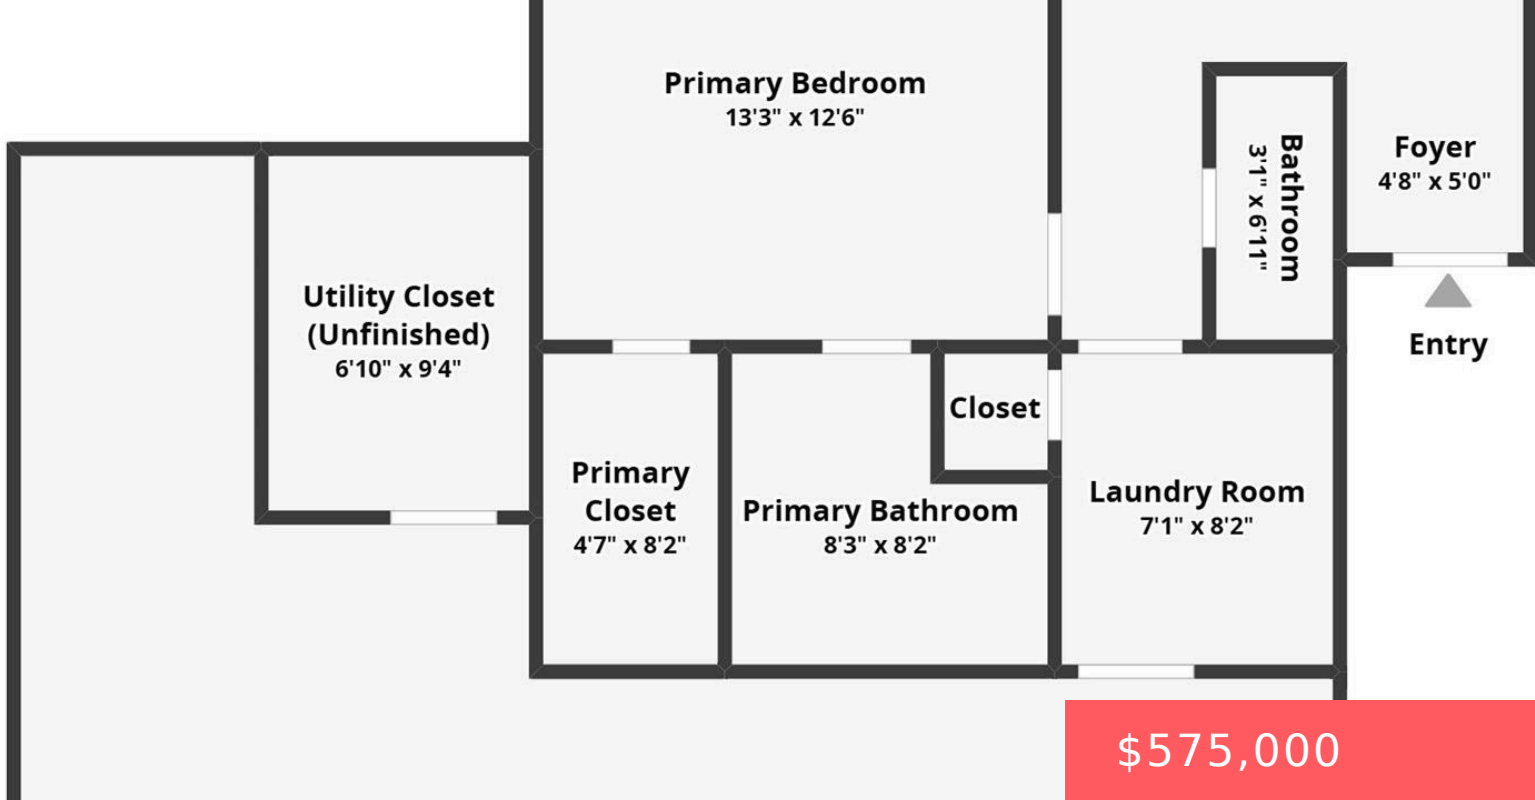 Primary Bedroom
13'3" x 12'6"
Bathroom
3'1" x 6'11"
Foyer
4'8" x 5'0"
Entry
Utility Closet
(Unfinished)
6'10" x 9'4"
Closet
Primary
Closet
4'7" x 8'2"
Primary Bathroom
8'3" x 8'2"
Laundry Room
7'1" x 8'2"
$575,000